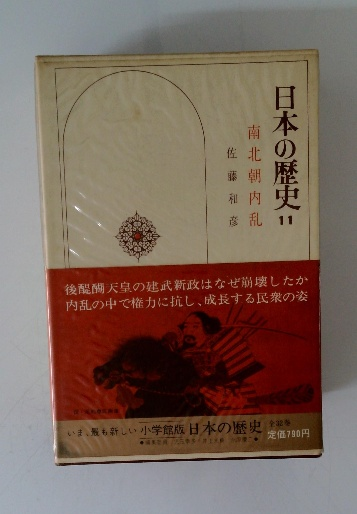 日本の歴史 11
南北朝内乱
佐藤和彦
後醍醐天皇の建武新政はなぜ崩壊したか
内乱の中で権力に抗し、成長する民衆の姿
いま、最も新しい 小学館版 日本の歴史
定価790円